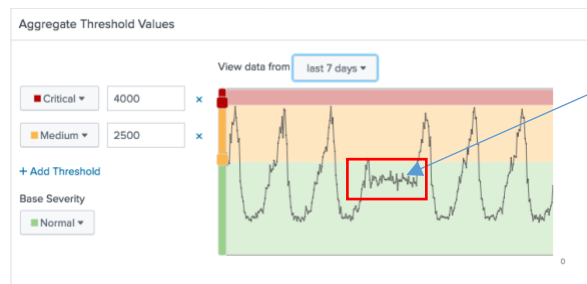 Aggregate Threshold Values
View data from last 7 days
Critical 4000 ×
Medium 2500 ×
+ Add Threshold
Base Severity
Normal
0